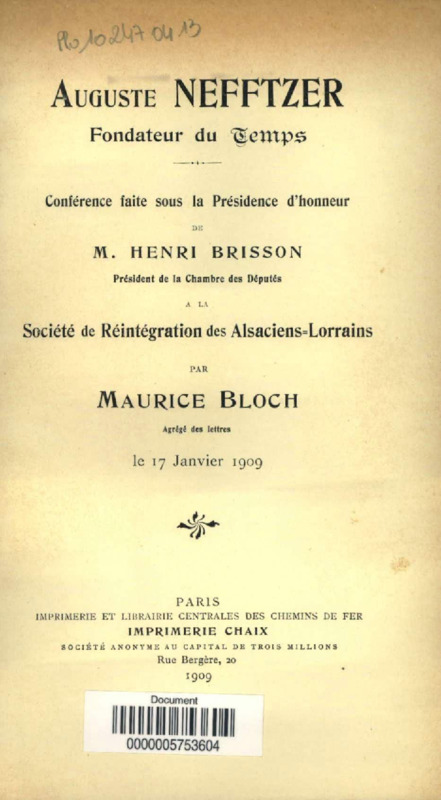 Plo 10 247 04 13
AUGUSTE NEFFTZER
Fondateur du Temps
Conférence faite sous la Présidence d'honneur
DE
M. HENRI BRISSON
Président de la Chambre des Députés
A LA
Société de Réintégration des Alsaciens=Lorrains
PAR
MAURICE BLOCH
Agrégé des lettres
le 17 Janvier 1909
PARIS
IMPRIMERIE ET LIBRAIRIE CENTRALES DES CHEMINS DE FER
IMPRIMERIE CHAIX
SOCIÉTÉ ANONYME AU CAPITAL DE TROIS MILLIONS
Rue Bergère, 20
1909
Document
0000005753604